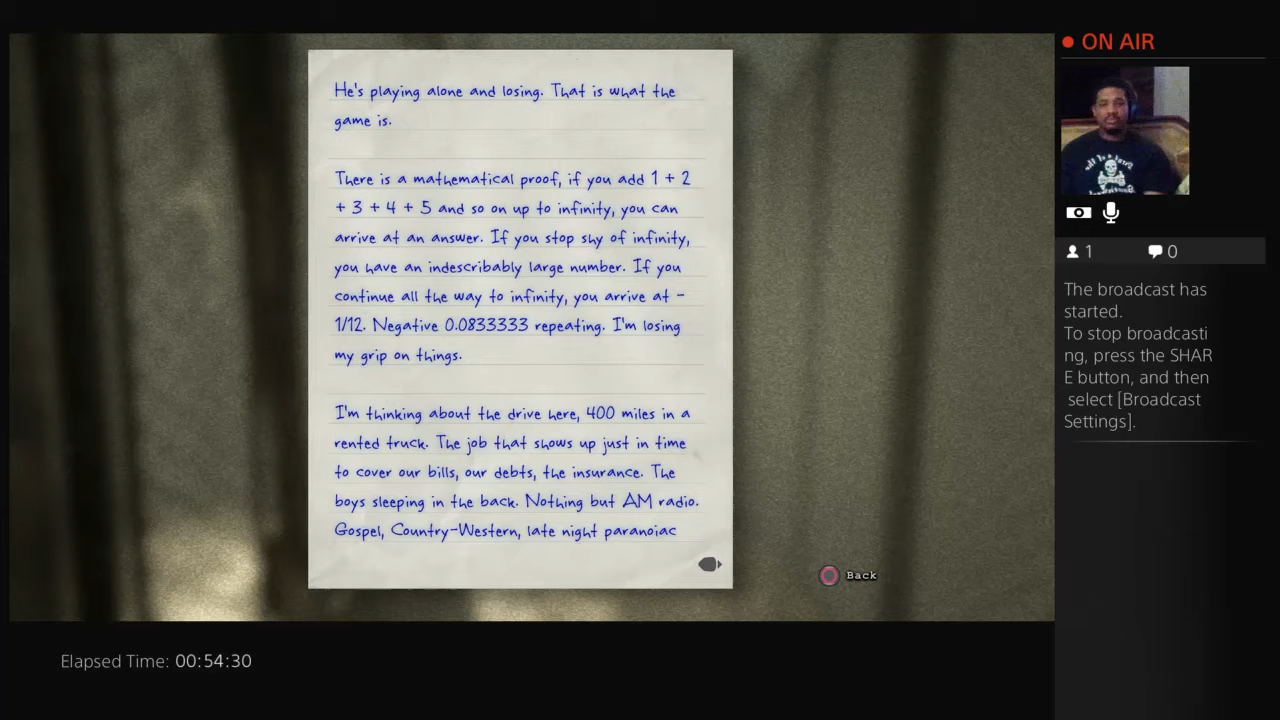 He's playing alone and losing. That is what the
game is.
There is a mathematical proof, if you add 1 + 2
+ 3 + 4 + 5 and so on up to infinity, you can
arrive at an answer. If you stop shy of infinity,
you have an indescribably large number. If you
continue all the way to infinity, you arrive at -
1/12. Negative 0.0833333 repeating. I'm losing
my grip on things.
I'm thinking about the drive here, 400 miles in a
rented truck. The job that shows up just in time
to cover our bills, our debts, the insurance. The
boys sleeping in the back. Nothing but AM radio.
Gospel, Country-Western, late night paranoiac
Back
Elapsed Time: 00:54:30
ON AIR
1
0
The broadcast has
started.
To stop broadcasti
ng, press the SHAR
E button, and then
select [Broadcast
Settings].